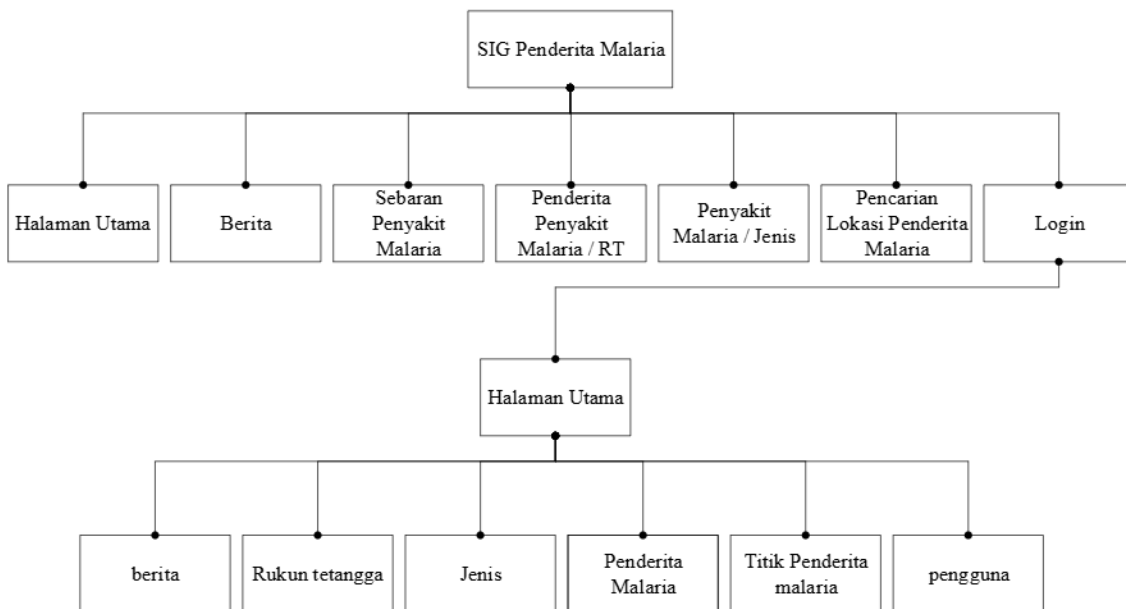 SIG Penderita Malaria
Halaman Utama
Berita
Sebaran
Penyakit
Malaria
Penderita
Penyakit
Malaria / RT
Penyakit
Malaria / Jenis
Pencarian
Lokasi Penderita
Malaria
Login
Halaman Utama
berita
Rukun tetangga
Jenis
Penderita
Malaria
Titik Penderita
malaria
pengguna